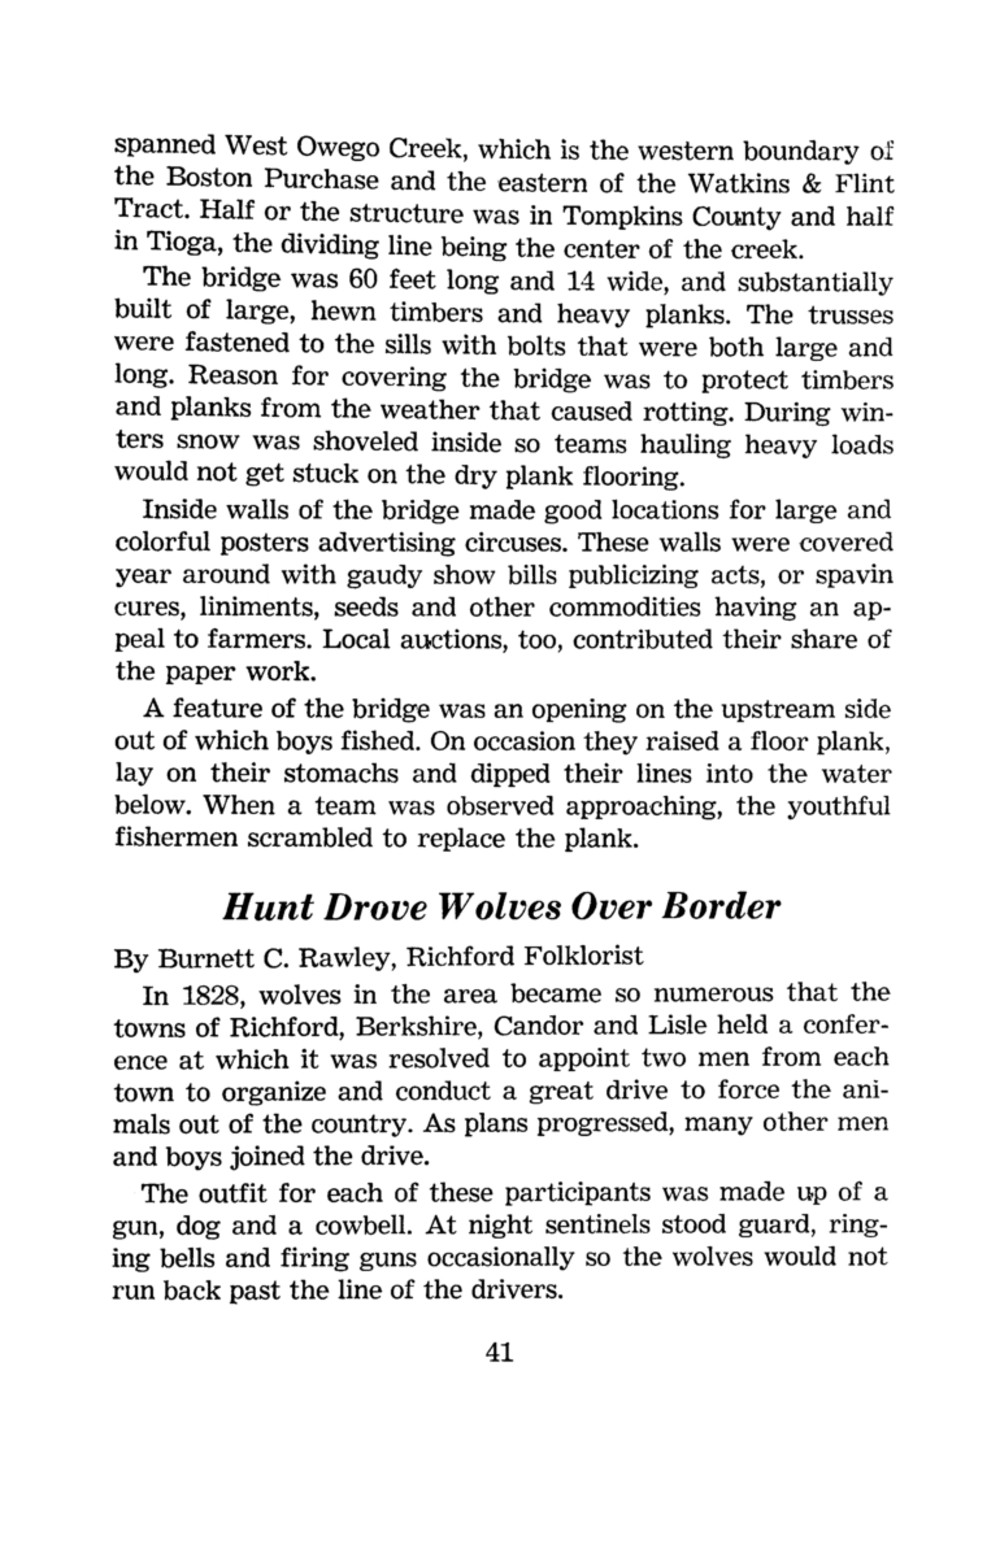 spanned West Owego Creek, which is the western boundary of
the Boston Purchase and the eastern of the Watkins & Flint
Tract. Half or the structure was in Tompkins County and half
in Tioga, the dividing line being the center of the creek.
The bridge was 60 feet long and 14 wide, and substantially
built of large, hewn timbers and heavy planks. The trusses
were fastened to the sills with bolts that were both large and
long. Reason for covering the bridge was to protect timbers
and planks from the weather that caused rotting. During win-
ters snow was shoveled inside so teams hauling heavy loads
would not get stuck on the dry plank flooring.
Inside walls of the bridge made good locations for large and
colorful posters advertising circuses. These walls were covered
year around with gaudy show bills publicizing acts, or spavin
cures, liniments, seeds and other commodities having an ap-
peal to farmers. Local auctions, too, contributed their share of
the paper work.
A feature of the bridge was an opening on the upstream side
out of which boys fished. On occasion they raised a floor plank,
lay on their stomachs and dipped their lines into the water
below. When a team was observed approaching, the youthful
fishermen scrambled to replace the plank.
Hunt Drove Wolves Over Border
By Burnett C. Rawley, Richford Folklorist
In 1828, wolves in the area became so numerous that the
towns of Richford, Berkshire, Candor and Lisle held a confer-
ence at which it was resolved to appoint two men from each
town to organize and conduct a great drive to force the ani-
mals out of the country. As plans progressed, many other men
and boys joined the drive.
The outfit for each of these participants was made up of a
gun, dog and a cowbell. At night sentinels stood guard, ring-
ing bells and firing guns occasionally so the wolves would not
run back past the line of the drivers.
41